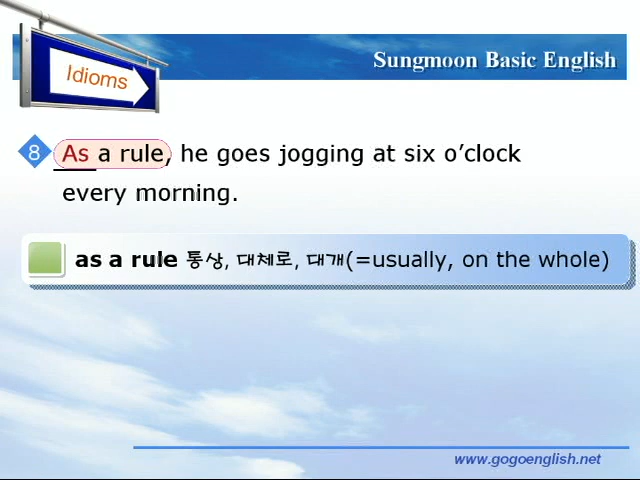 Idioms
Sungmoon Basic English
8 As a rule, he goes jogging at six o’clock
every morning.
as a rule 통상, 대체로, 대개(=usually, on the whole)
www.gogoenglish.net